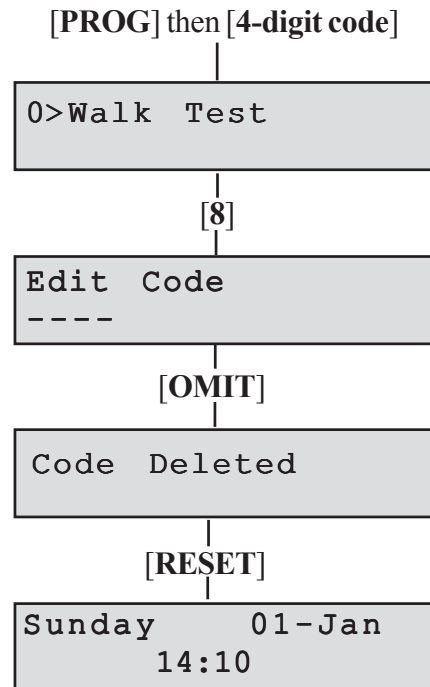 [PROG] then [4-digit code]
0>Walk Test
[8]
Edit Code
----
[OMIT]
Code Deleted
[RESET]
Sunday 01-Jan
14:10